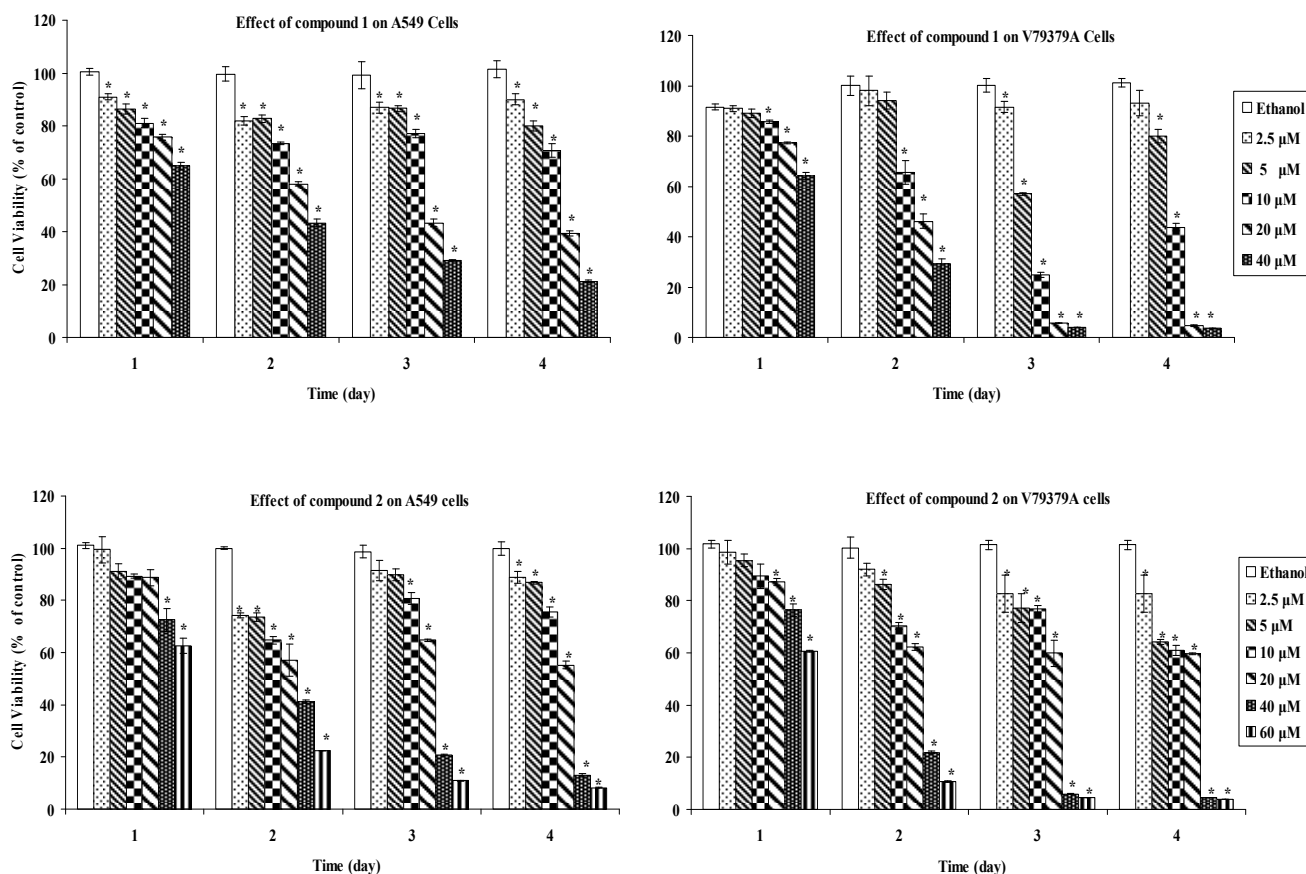 Effect of compound 1 on A549 Cells
Cell Viability (% of control)
120
100
80
60
40
20
0
* * * * *
* * * * *
* * * * *
* * * * *
1 2 3 4
Time (day)
Effect of compound 1 on V79379A Cells
120
100
80
60
40
20
0
* * *
* * *
* * * * *
* * * *
1 2 3 4
Time (day)
Ethanol
2.5 µM
5 µM
10 µM
20 µM
40 µM
Effect of compound 2 on A549 cells
Cell Viability (% of control)
120
100
80
60
40
20
0
* *
* * * * * *
* * * *
* * * * * *
1 2 3 4
Time (day)
Effect of compound 2 on V79379A cells
120
100
80
60
40
20
0
* * *
* * * * *
* * * * * *
* * * * * *
1 2 3 4
Time (day)
Ethanol
2.5 µM
5 µM
10 µM
20 µM
40 µM
60 µM